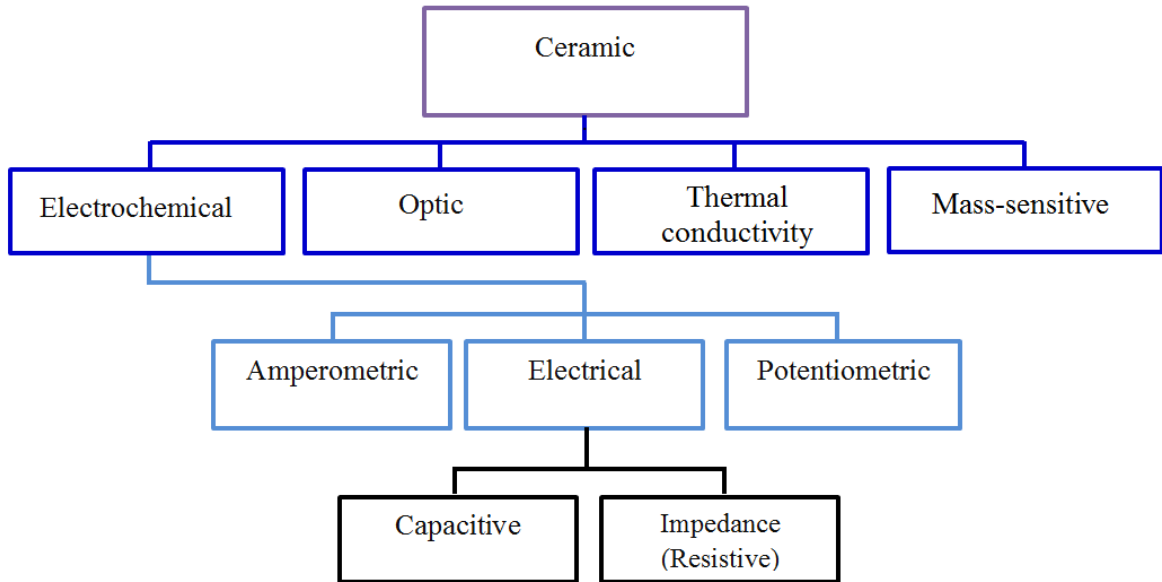 Ceramic
Electrochemical
Optic
Thermal
conductivity
Mass-sensitive
Amperometric
Electrical
Potentiometric
Capacitive
Impedance
(Resistive)